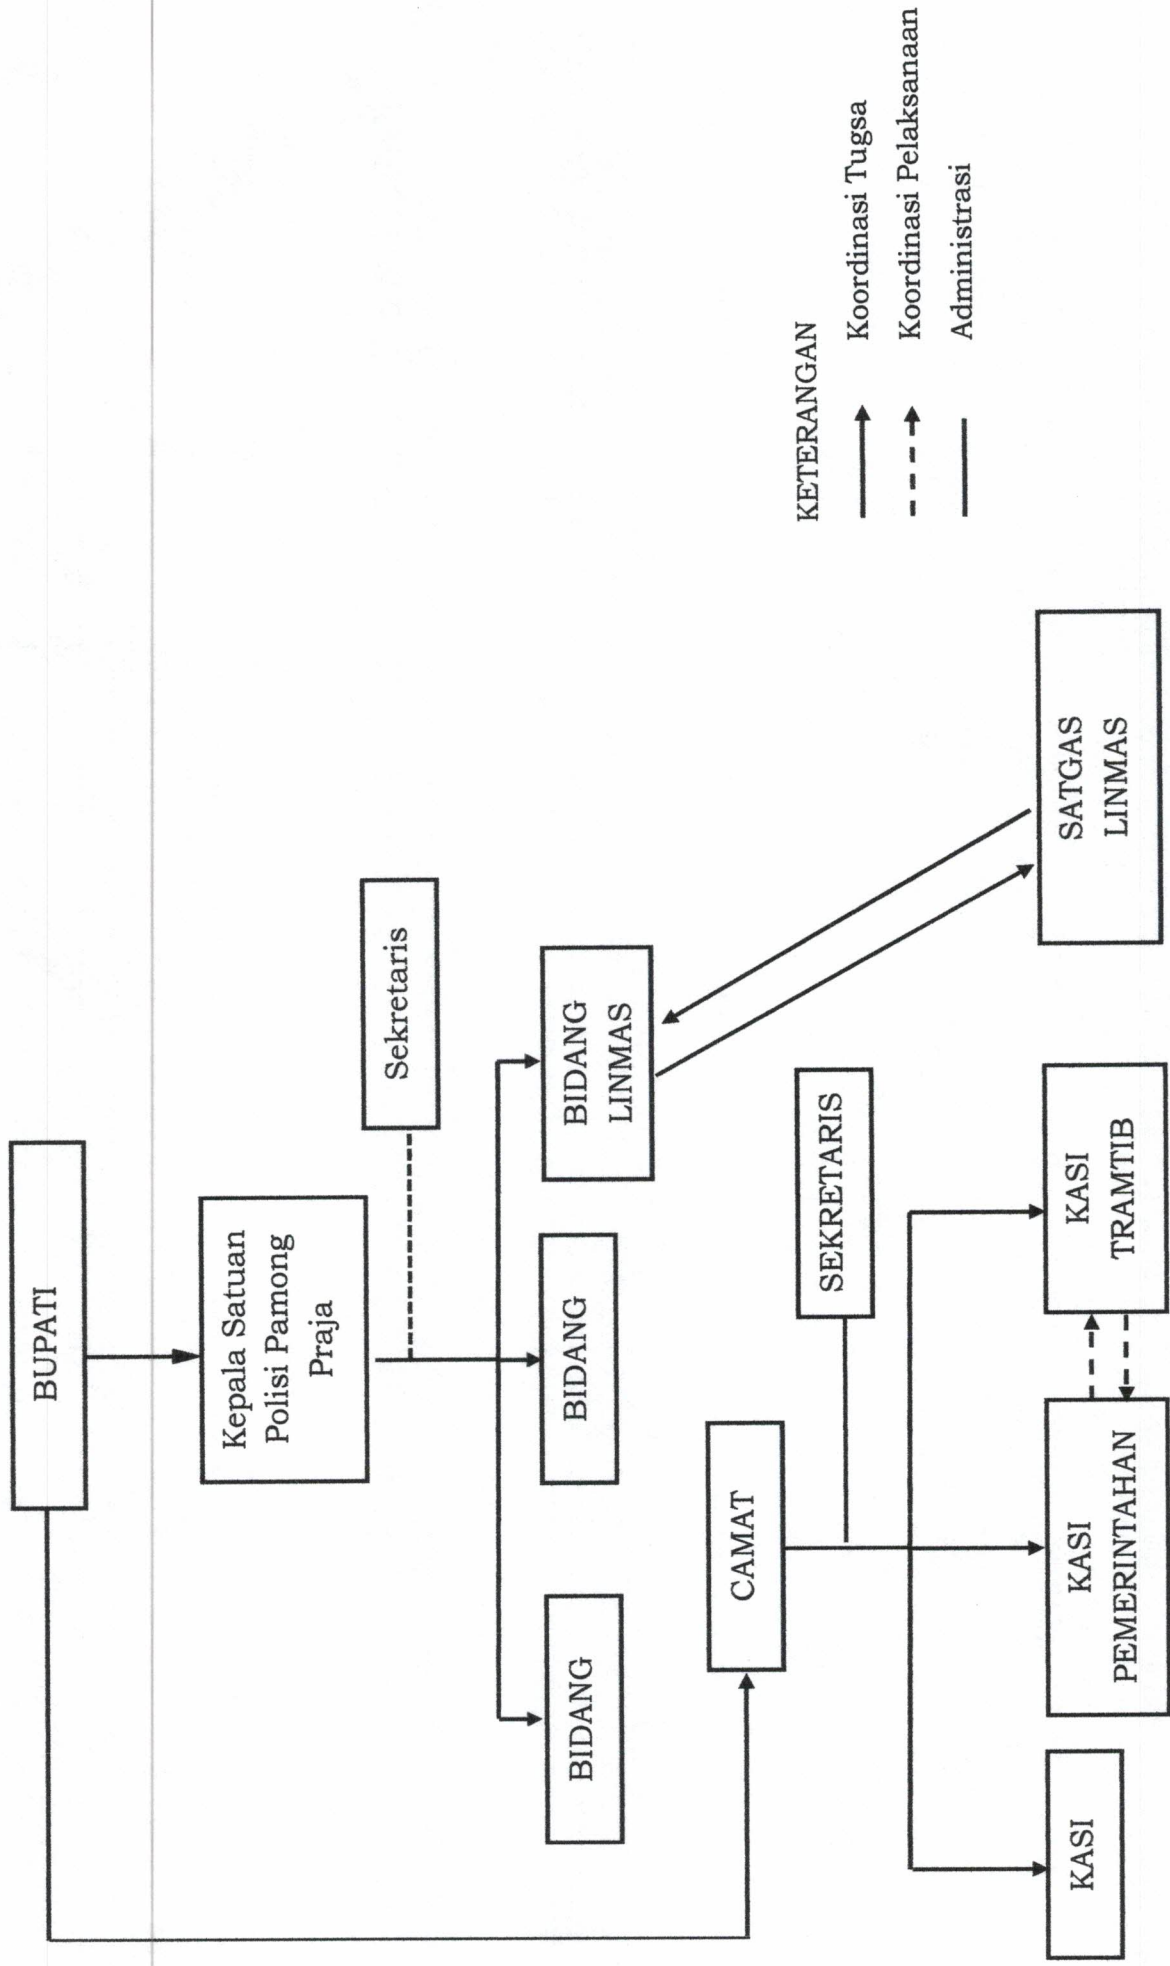 BUPATI
Kepala Satuan
Polisi Pamong
Praja
Sekretaris
BIDANG
BIDANG
BIDANG
LINMAS
CAMAT
SEKRETARIS
KASI
KASI
PEMERINTAHAN
KASI
TRAMTIB
SATGAS
LINMAS
KETERANGAN
Koordinasi Tugsa
Koordinasi Pelaksanaan
Administrasi